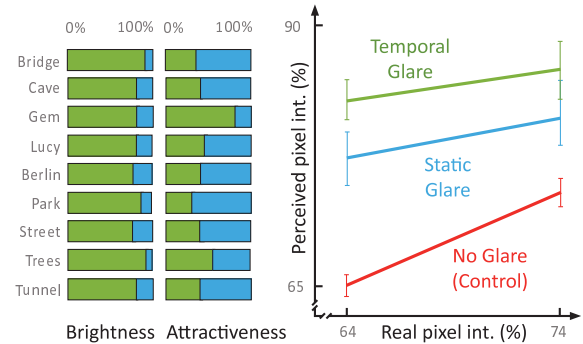 0% 100% 0% 100%
Bridge
Cave
Gem
Lucy
Berlin
Park
Street
Trees
Tunnel
Brightness Attractiveness
Perceived pixel int. (%)
90
65
Temporal
Glare
Static
Glare
No Glare
(Control)
64 Real pixel int. (%) 74